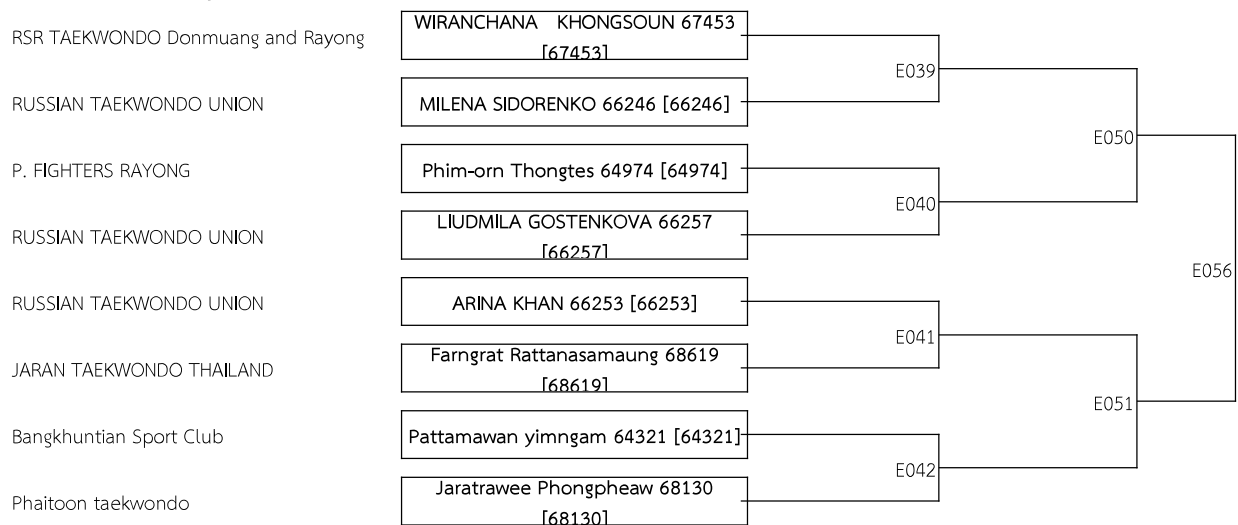 RSR TAEKWONDO Donmuang and Rayong
WIRANCHANA KHONGSOUN 67453
[67453]
E039
RUSSIAN TAEKWONDO UNION
MILENA SIDORENKO 66246 [66246]
E050
P. FIGHTERS RAYONG
Phim-orn Thongtes 64974 [64974]
E040
RUSSIAN TAEKWONDO UNION
LIUDMILA GOSTENKOVA 66257
[66257]
E056
RUSSIAN TAEKWONDO UNION
ARINA KHAN 66253 [66253]
E041
JARAN TAEKWONDO THAILAND
Farngrat Rattanasamaung 68619
[68619]
E051
Bangkhuntian Sport Club
Pattamawan yimngam 64321 [64321]
E042
Phaitoon taekwondo
Jaratrawee Phongpheaw 68130
[68130]